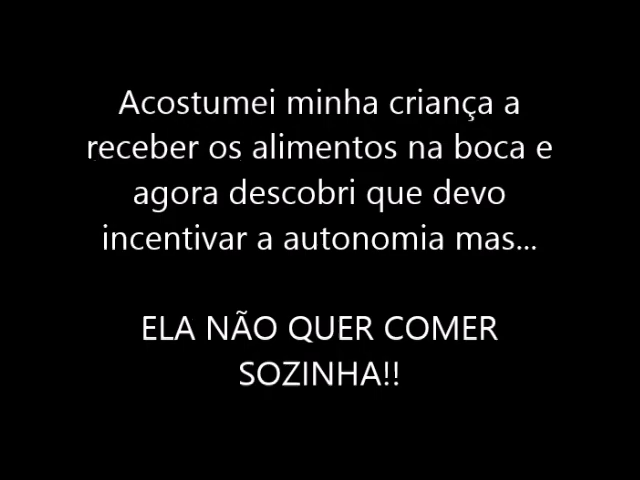 Acostumei minha criança a
receber os alimentos na boca e
agora descobri que devo
incentivar a autonomia mas...
ELA NÃO QUER COMER
SOZINHA!!